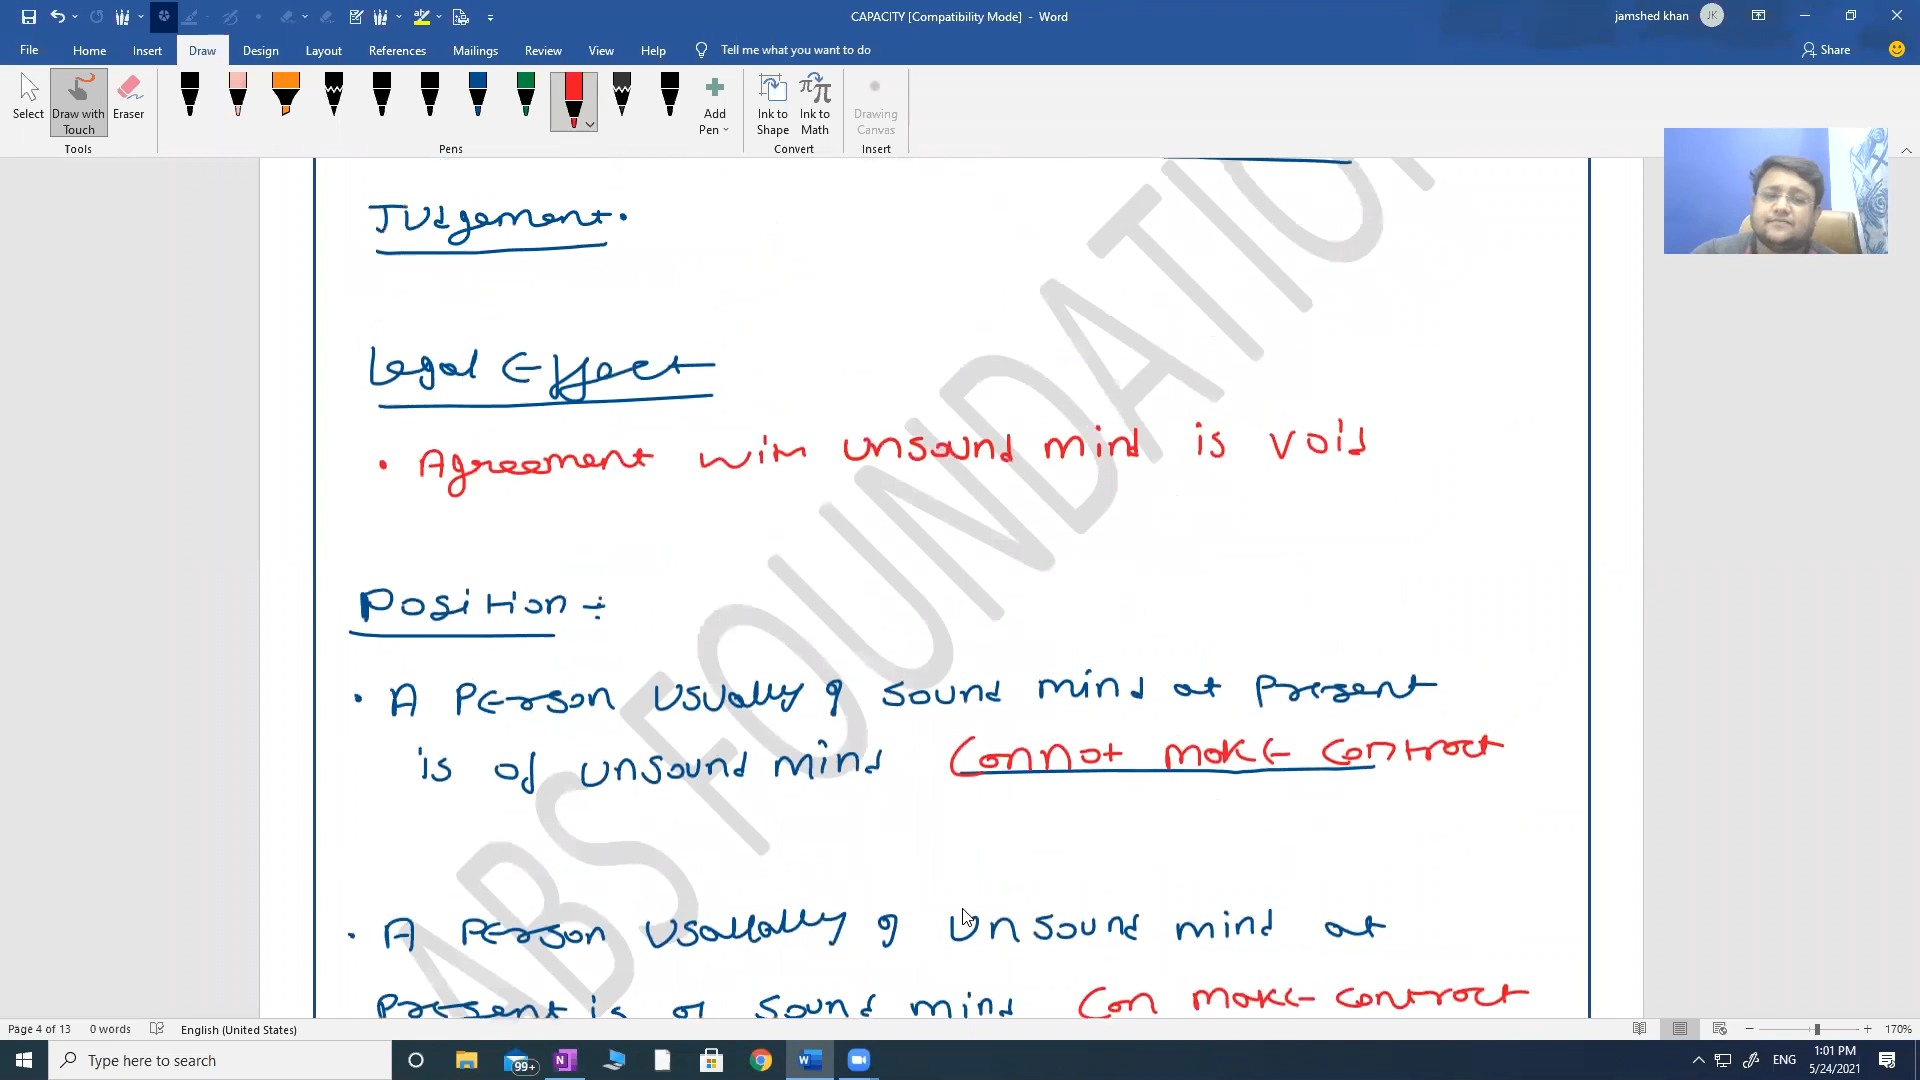 CAPACITY [Compatibility Mode] - Word
jamshed khan
JK
File Home Insert Draw Design Layout References Mailings Review View Help Tell me what you want to do
Share
Select
Draw with Touch
Eraser
Add Pen
Ink to Shape
Ink to Math
Drawing Canvas
Tools
Pens
Convert
Insert
Judgement.
Legal Effect
• Agreement with unsound mind is void
Position ÷
• A Person usually of sound mind at present
is of unsound mind Cannot make contract
• A Person usuallally of unsound mind at
Present is of sound mind Can make contract
ABS FOUNDATION
Page 4 of 13 0 words English (United States)
170%
Type here to search
99+
ENG
1:01 PM
5/24/2021